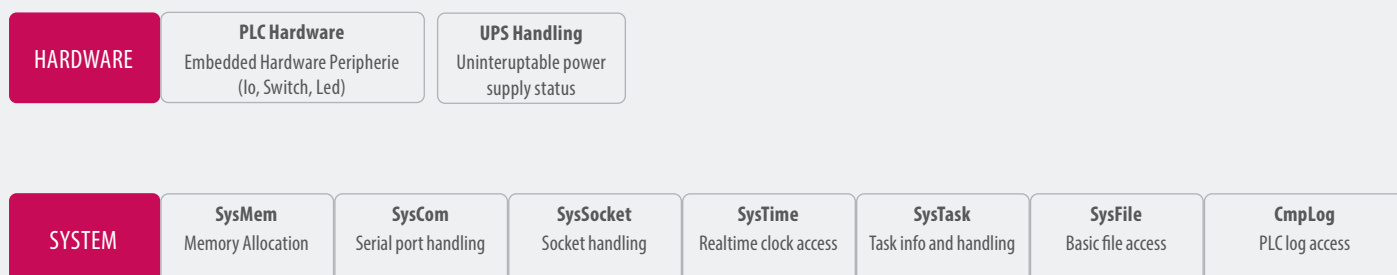 HARDWARE
PLC Hardware
Embedded Hardware Peripherie
(Io, Switch, Led)
UPS Handling
Uninteruptable power
supply status
SYSTEM
SysMem
Memory Allocation
SysCom
Serial port handling
SysSocket
Socket handling
SysTime
Realtime clock access
SysTask
Task info and handling
SysFile
Basic file access
CmpLog
PLC log access